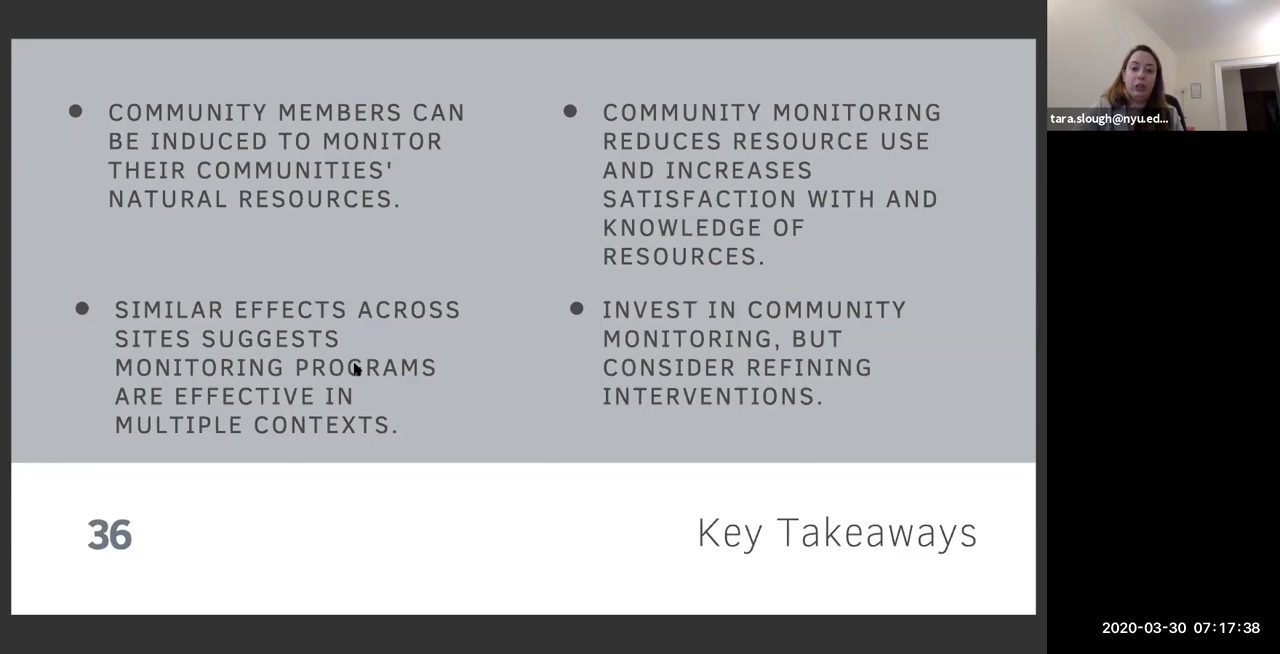 COMMUNITY MEMBERS CAN
BE INDUCED TO MONITOR
THEIR COMMUNITIES'
NATURAL RESOURCES.
COMMUNITY MONITORING
REDUCES RESOURCE USE
AND INCREASES
SATISFACTION WITH AND
KNOWLEDGE OF
RESOURCES.
SIMILAR EFFECTS ACROSS
SITES SUGGESTS
MONITORING PROGRAMS
ARE EFFECTIVE IN
MULTIPLE CONTEXTS.
INVEST IN COMMUNITY
MONITORING, BUT
CONSIDER REFINING
INTERVENTIONS.
36
Key Takeaways
tara.slough@nyu.ed...
2020-03-30 07:17:38